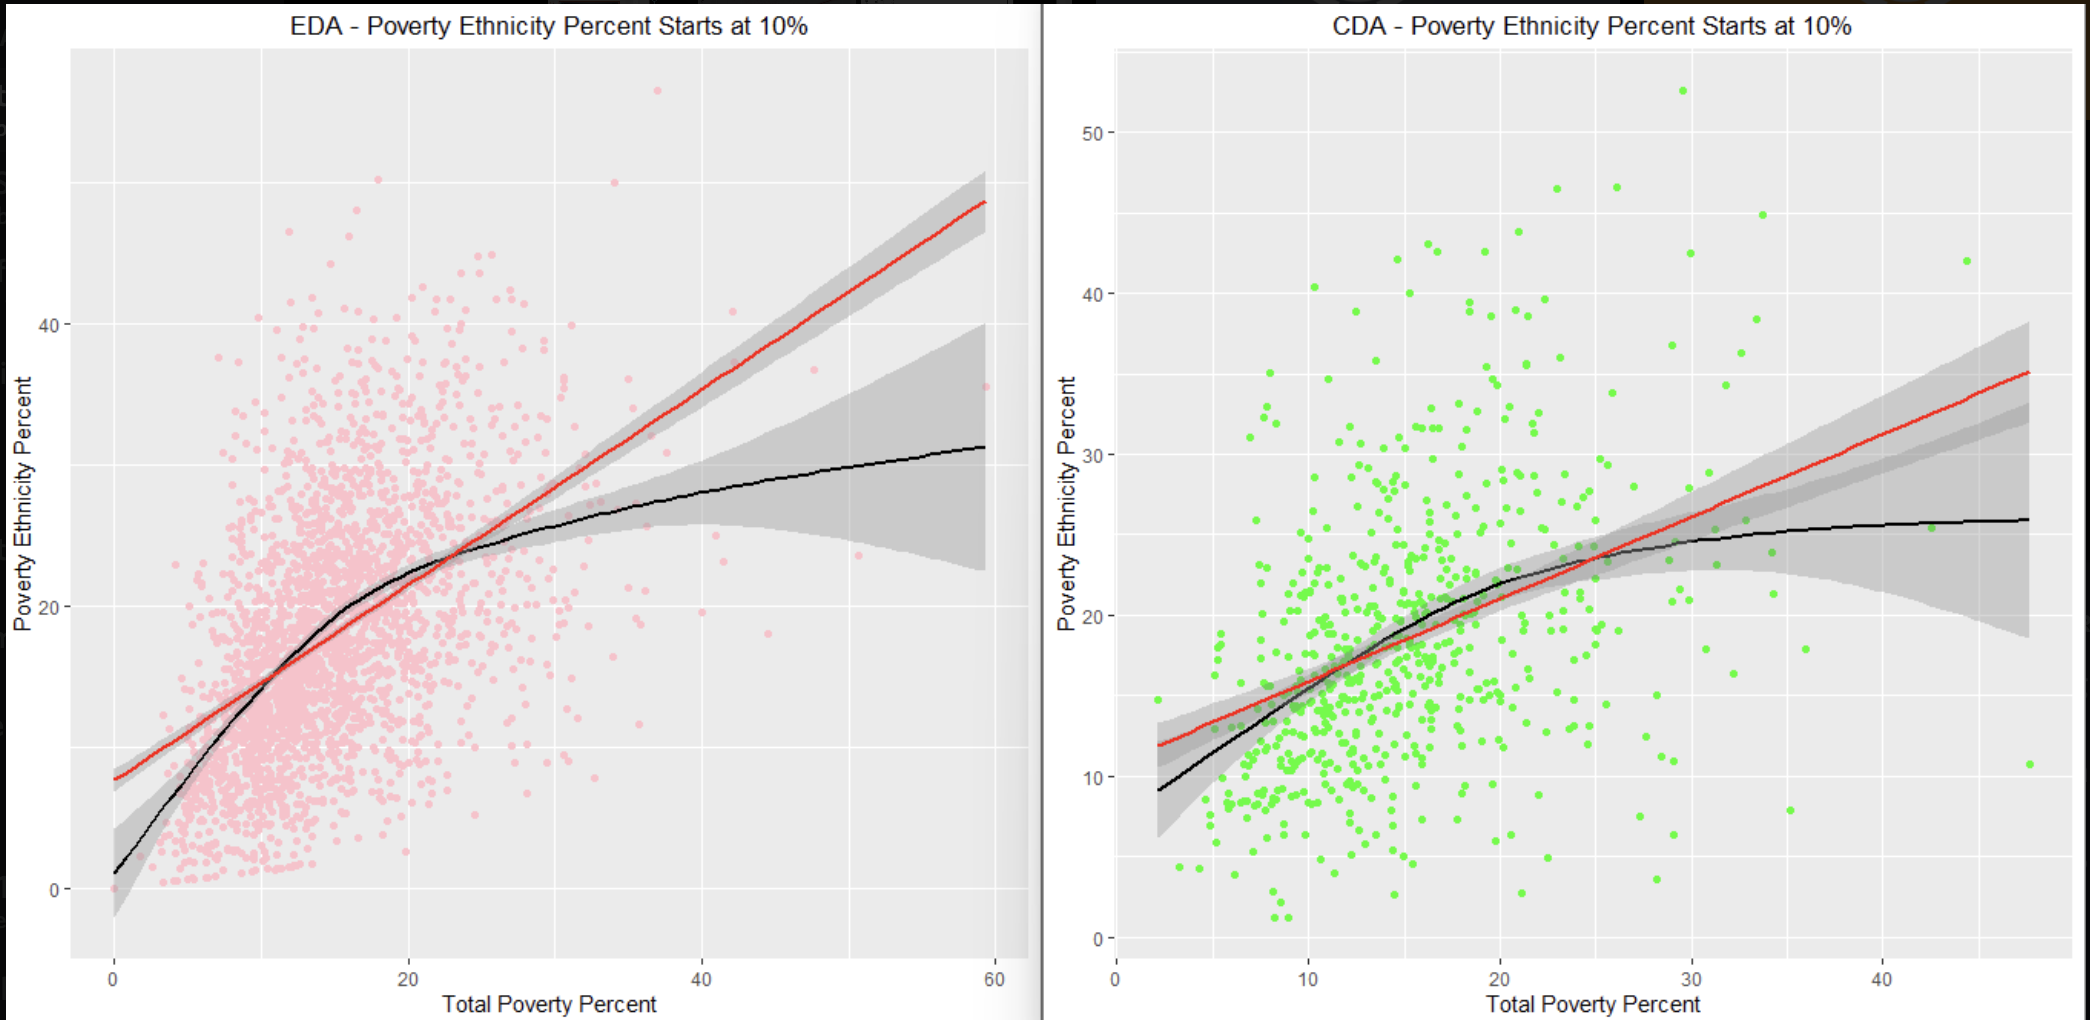 EDA - Poverty Ethnicity Percent Starts at 10%
Poverty Ethnicity Percent
40
20
0
0 20 40 60
Total Poverty Percent
CDA - Poverty Ethnicity Percent Starts at 10%
Poverty Ethnicity Percent
50
40
30
20
10
0
0 10 20 30 40
Total Poverty Percent